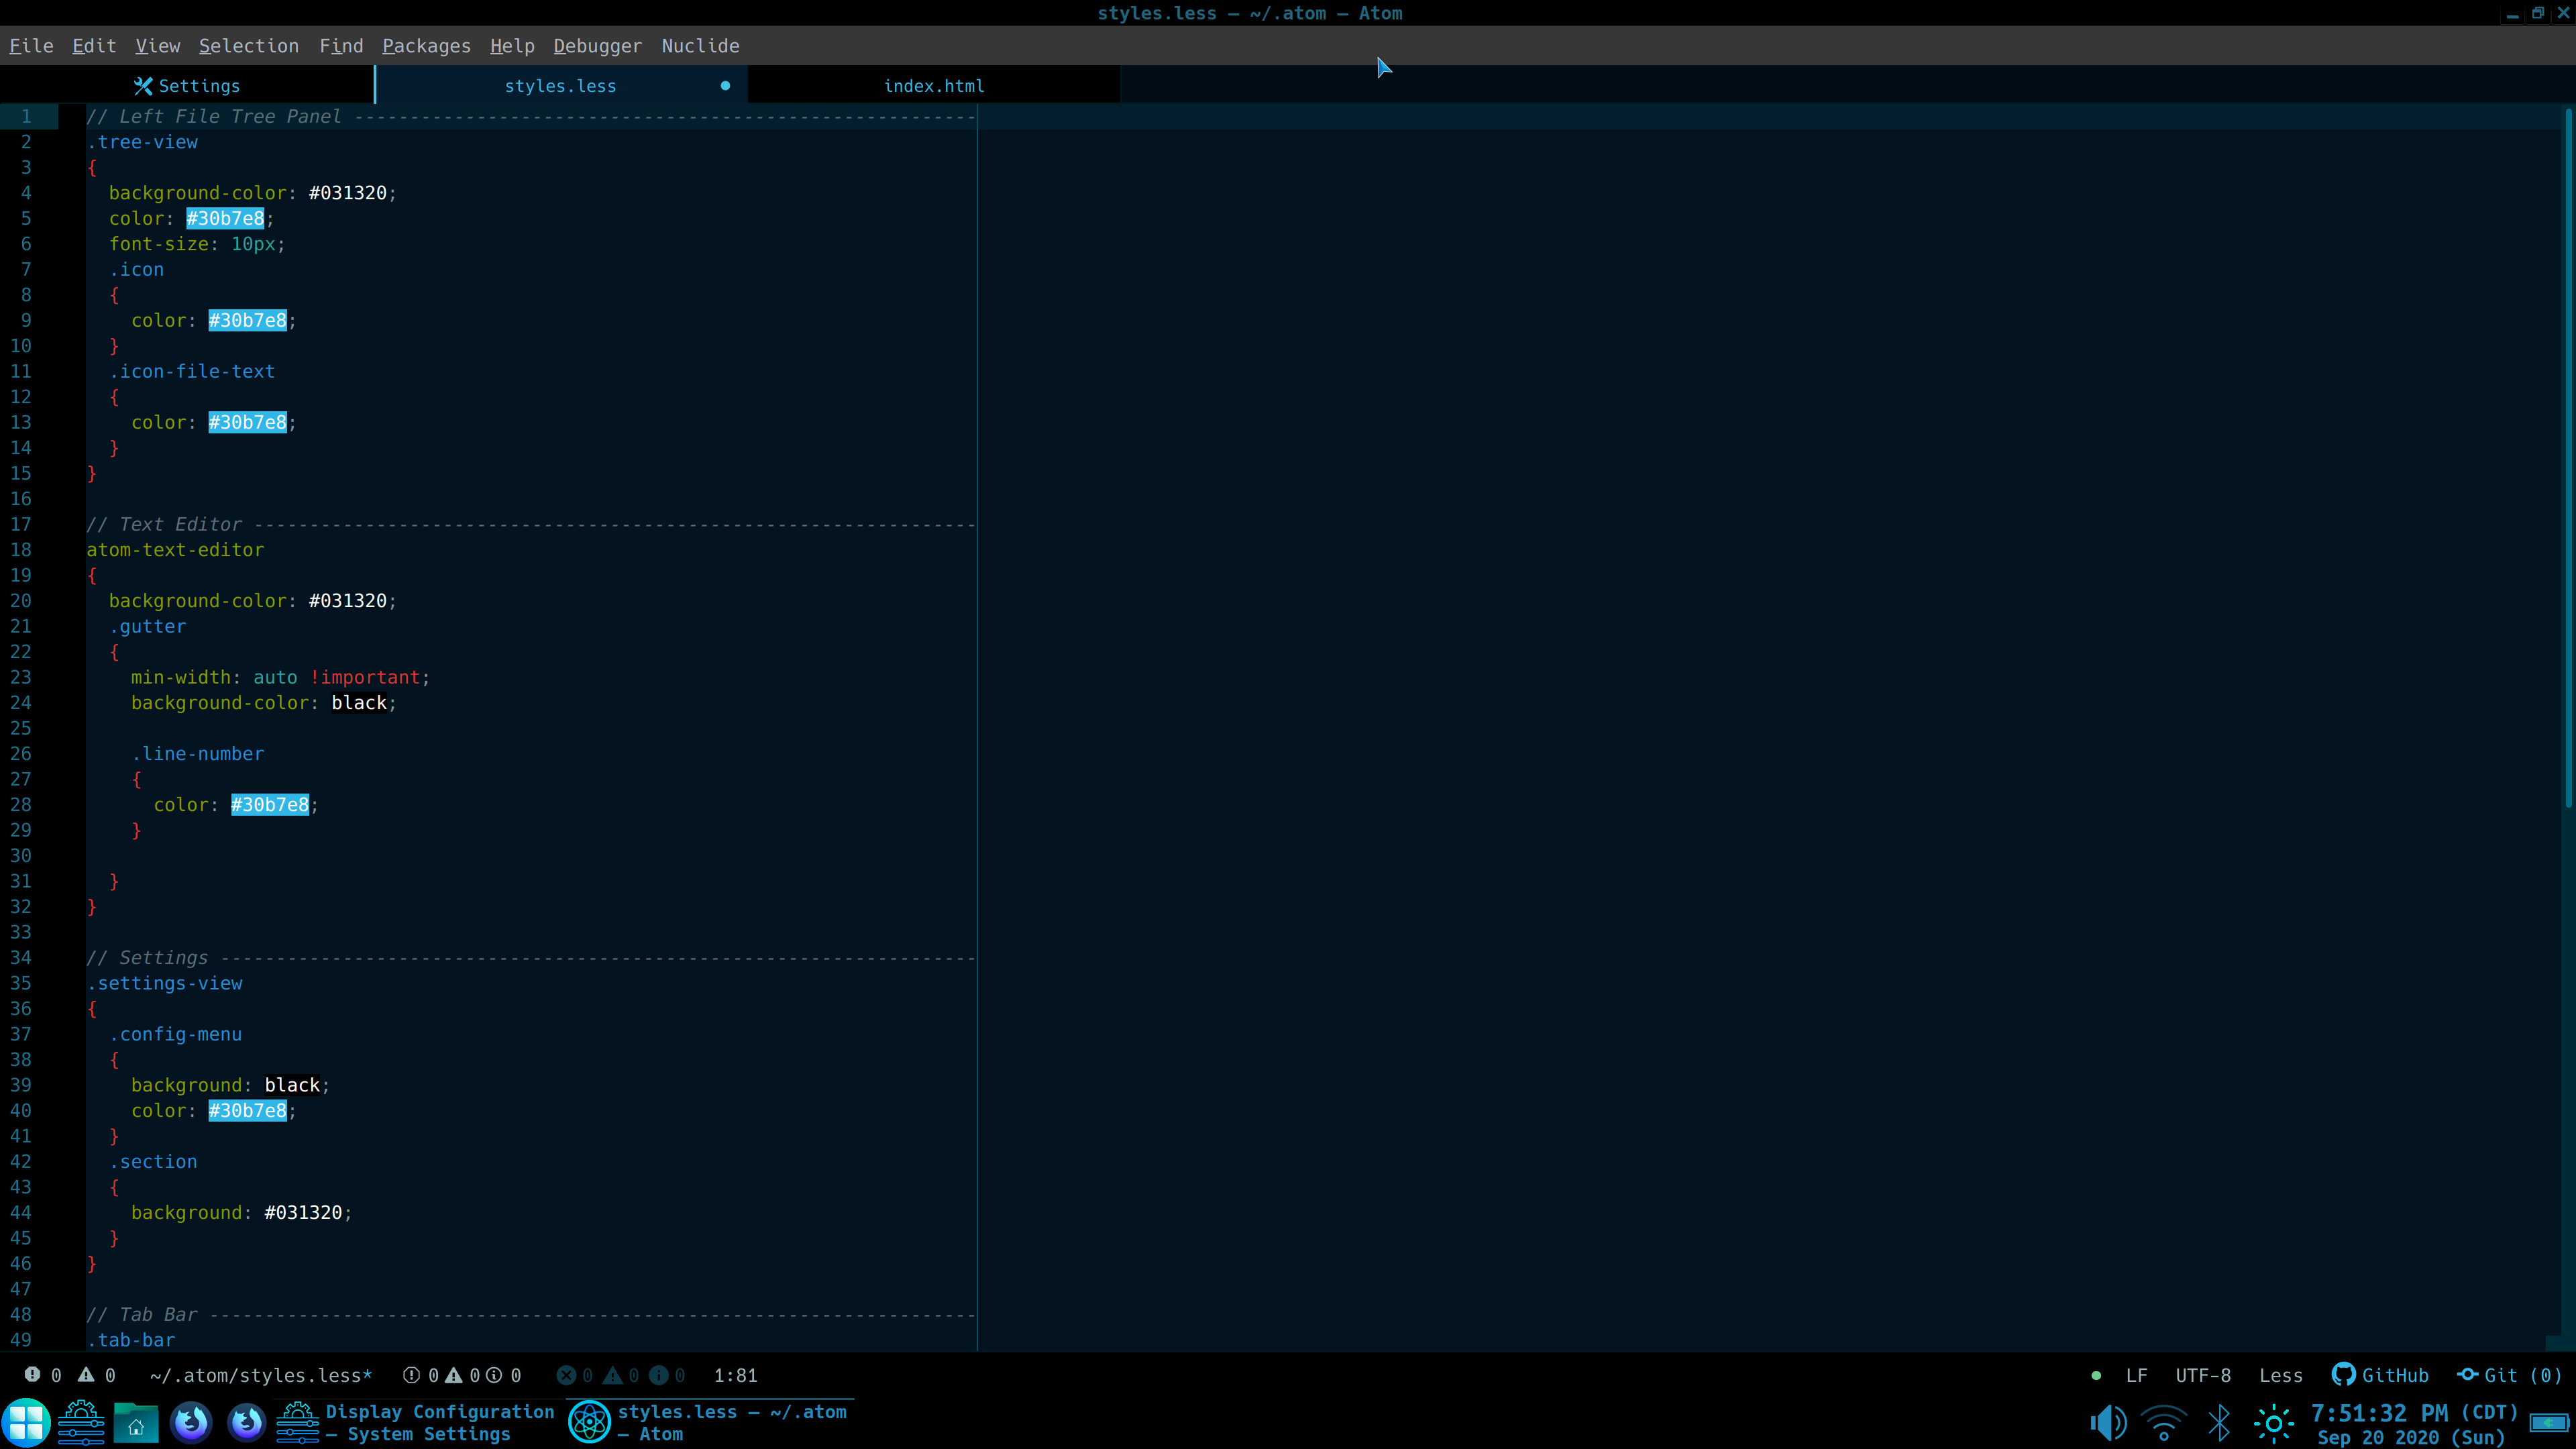 styles.less — ~/.atom — Atom
File Edit View Selection Find Packages Help Debugger Nuclide
Settings styles.less index.html
1 // Left File Tree Panel --------------------------------------------------------
2 .tree-view
3 {
4   background-color: #031320;
5   color: #30b7e8;
6   font-size: 10px;
7   .icon
8   {
9     color: #30b7e8;
10   }
11   .icon-file-text
12   {
13     color: #30b7e8;
14   }
15 }
16
17 // Text Editor -----------------------------------------------------------------
18 atom-text-editor
19 {
20   background-color: #031320;
21   .gutter
22   {
23     min-width: auto !important;
24     background-color: black;
25
26     .line-number
27     {
28       color: #30b7e8;
29     }
30
31   }
32 }
33
34 // Settings --------------------------------------------------------------------
35 .settings-view
36 {
37   .config-menu
38   {
39     background: black;
40     color: #30b7e8;
41   }
42   .section
43   {
44     background: #031320;
45   }
46 }
47
48 // Tab Bar ---------------------------------------------------------------------
49 .tab-bar
0 0 ~/.atom/styles.less* 0 0 0 0 0 0 1:81 LF UTF-8 Less GitHub Git (0)
Display Configuration — System Settings
styles.less — ~/.atom — Atom
7:51:32 PM (CDT)
Sep 20 2020 (Sun)